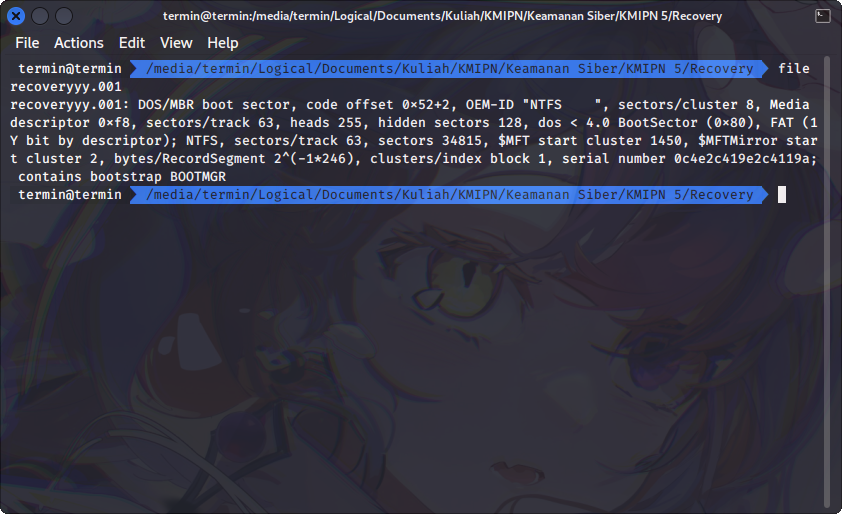 termin@termin:/media/termin/Logical/Documents/Kuliah/KMIPN/Keamanan Siber/KMIPN 5/Recovery
File Actions Edit View Help
termin@termin /media/termin/Logical/Documents/Kuliah/KMIPN/Keamanan Siber/KMIPN 5/Recovery file
recoveryyy.001
recoveryyy.001: DOS/MBR boot sector, code offset 0×52+2, OEM-ID "NTFS    ", sectors/cluster 8, Media
descriptor 0×f8, sectors/track 63, heads 255, hidden sectors 128, dos < 4.0 BootSector (0×80), FAT (1
Y bit by descriptor); NTFS, sectors/track 63, sectors 34815, $MFT start cluster 1450, $MFTMirror star
t cluster 2, bytes/RecordSegment 2^(-1*246), clusters/index block 1, serial number 0c4e2c419e2c4119a;
contains bootstrap BOOTMGR
termin@termin /media/termin/Logical/Documents/Kuliah/KMIPN/Keamanan Siber/KMIPN 5/Recovery